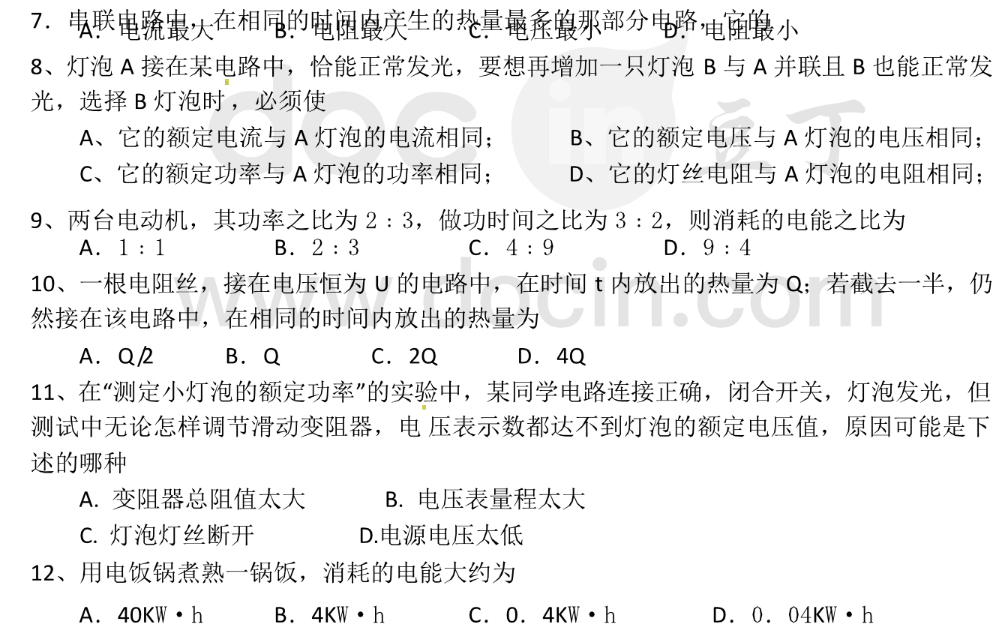 7．串联电路中，在相同的时间内产生的热量最多的那部分电路，它的
A．电流最大 B．电阻最大 C．电压最小 D．电阻最小
8、灯泡 A 接在某电路中，恰能正常发光，要想再增加一只灯泡 B 与 A 并联且 B 也能正常发
光，选择 B 灯泡时，必须使
A、它的额定电流与 A 灯泡的电流相同； B、它的额定电压与 A 灯泡的电压相同；
C、它的额定功率与 A 灯泡的功率相同； D、它的灯丝电阻与 A 灯泡的电阻相同；
9、两台电动机，其功率之比为 2∶3，做功时间之比为 3∶2，则消耗的电能之比为
A．1∶1 B．2∶3 C．4∶9 D．9∶4
10、一根电阻丝，接在电压恒为 U 的电路中，在时间 t 内放出的热量为 Q；若截去一半，仍
然接在该电路中，在相同的时间内放出的热量为
A．Q/2 B．Q C．2Q D．4Q
11、在“测定小灯泡的额定功率”的实验中，某同学电路连接正确，闭合开关，灯泡发光，但
测试中无论怎样调节滑动变阻器，电 压表示数都达不到灯泡的额定电压值，原因可能是下
述的哪种
A. 变阻器总阻值太大 B. 电压表量程太大
C. 灯泡灯丝断开 D.电源电压太低
12、用电饭锅煮熟一锅饭，消耗的电能大约为
A．40KW·h B．4KW·h C．0．4KW·h D．0．04KW·h
docin 豆丁
www.docin.com